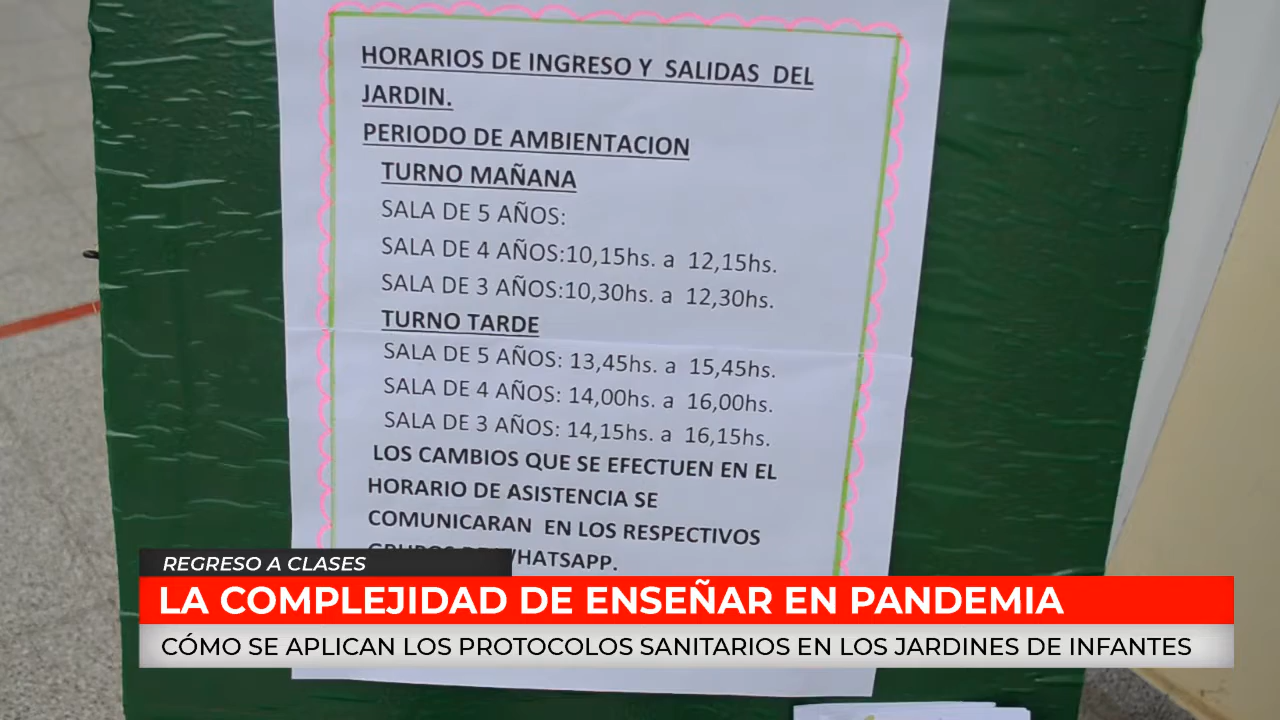 HORARIOS DE INGRESO Y SALIDAS DEL
JARDIN.
PERIODO DE AMBIENTACION
TURNO MAÑANA
SALA DE 5 AÑOS:
SALA DE 4 AÑOS:10,15hs. a 12,15hs.
SALA DE 3 AÑOS:10,30hs. a 12,30hs.
TURNO TARDE
SALA DE 5 AÑOS: 13,45hs. a 15,45hs.
SALA DE 4 AÑOS: 14,00hs. a 16,00hs.
SALA DE 3 AÑOS: 14,15hs. a 16,15hs.
LOS CAMBIOS QUE SE EFECTUEN EN EL
HORARIO DE ASISTENCIA SE
COMUNICARAN EN LOS RESPECTIVOS
GRUPOS DE WHATSAPP.
REGRESO A CLASES
LA COMPLEJIDAD DE ENSEÑAR EN PANDEMIA
CÓMO SE APLICAN LOS PROTOCOLOS SANITARIOS EN LOS JARDINES DE INFANTES